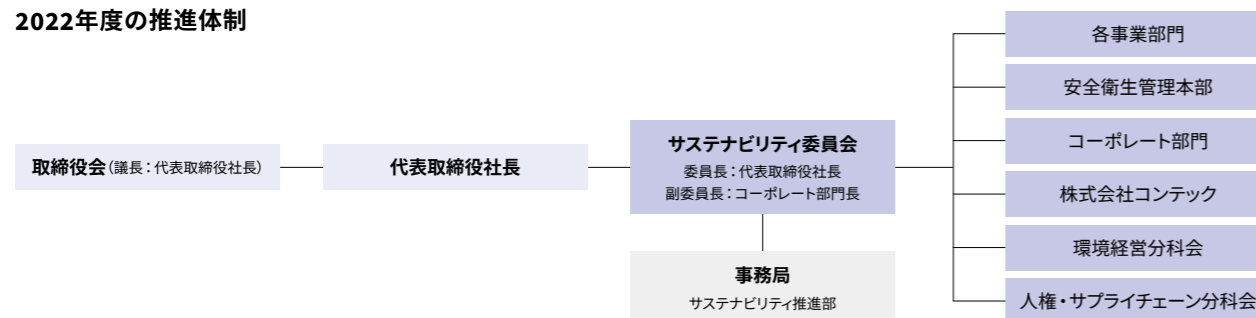 2022年度の推進体制
取締役会(議長:代表取締役社長)
代表取締役社長
サステナビリティ委員会
委員長:代表取締役社長
副委員長:コーポレート部門長
事務局
サステナビリティ推進部
各事業部門
安全衛生管理本部
コーポレート部門
株式会社コンテック
環境経営分科会
人権・サプライチェーン分科会